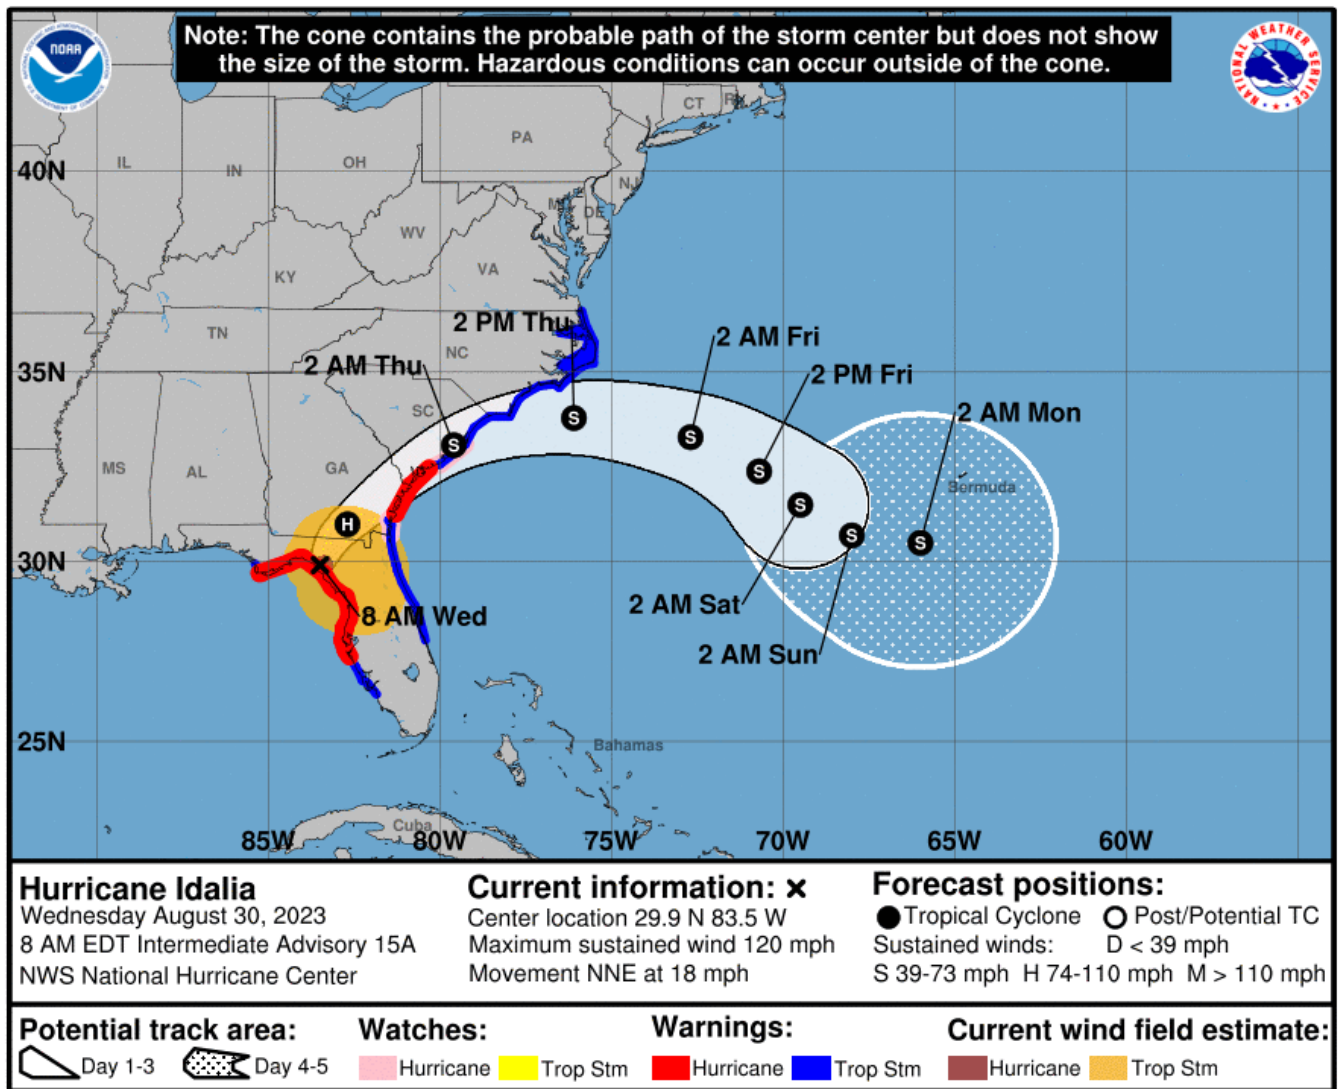 Note: The cone contains the probable path of the storm center but does not show
the size of the storm. Hazardous conditions can occur outside of the cone.
NOAA
NATIONAL WEATHER SERVICE
CT
PA
40N
IL
IN
OH
NJ
DE
WV
KY
VA
2 PM Thu
TN
NC
2 AM Fri
35N
2 AM Thu
2 PM Fri
SC
S
2 AM Mon
S
S
MS
AL
GA
S
Bermuda
S
H
S
S
30N
2 AM Sat
8 AM Wed
2 AM Sun
25N
Bahamas
Cuba
85W
80W
75W
70W
65W
60W
Hurricane Idalia
Wednesday August 30, 2023
8 AM EDT Intermediate Advisory 15A
NWS National Hurricane Center
Current information: x
Center location 29.9 N 83.5 W
Maximum sustained wind 120 mph
Movement NNE at 18 mph
Forecast positions:
Tropical Cyclone Post/Potential TC
Sustained winds: D < 39 mph
S 39-73 mph H 74-110 mph M > 110 mph
Potential track area:
Day 1-3 Day 4-5
Watches:
Hurricane Trop Stm
Warnings:
Hurricane Trop Stm
Current wind field estimate:
Hurricane Trop Stm